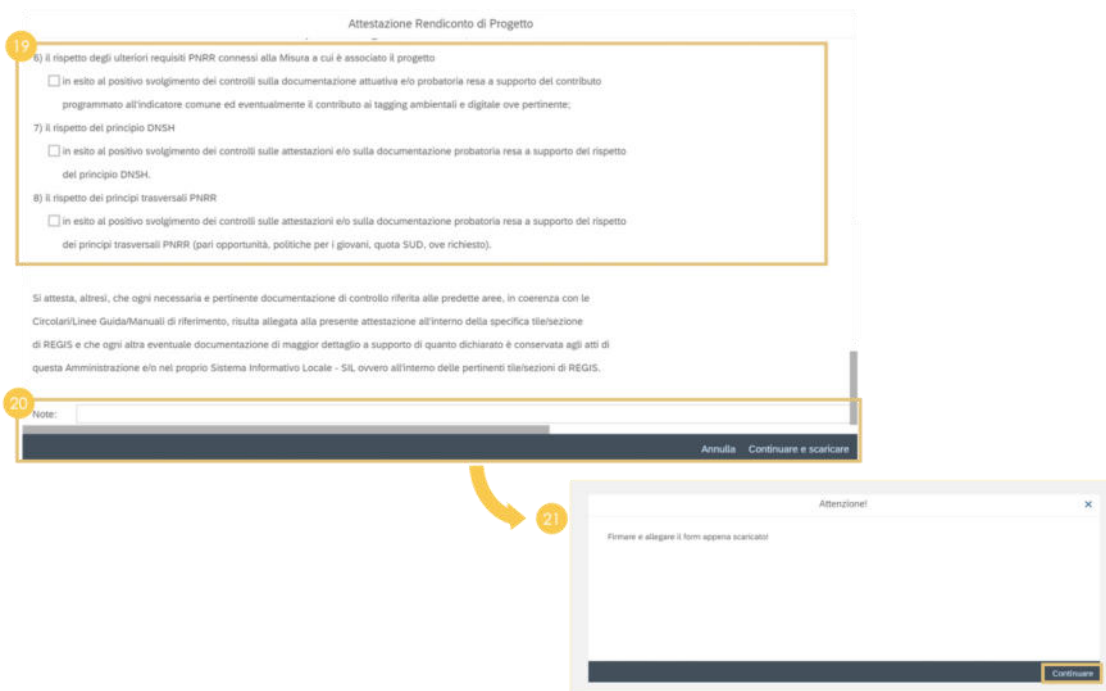 Attestazione Rendiconto di Progetto
19
6) il rispetto degli ulteriori requisiti PNRR connessi alla Misura a cui è associato il progetto
in esito al positivo svolgimento dei controlli sulla documentazione attuativa e/o probatoria resa a supporto del contributo
programmato all'indicatore comune ed eventualmente il contributo ai tagging ambientali e digitale ove pertinente;
7) il rispetto del principio DNSH
in esito al positivo svolgimento dei controlli sulle attestazioni e/o sulla documentazione probatoria resa a supporto del rispetto
del principio DNSH.
8) il rispetto dei principi trasversali PNRR
in esito al positivo svolgimento dei controlli sulle attestazioni e/o sulla documentazione probatoria resa a supporto del rispetto
dei principi trasversali PNRR (pari opportunità, politiche per i giovani, quota SUD, ove richiesto).
Si attesta, altresì, che ogni necessaria e pertinente documentazione di controllo riferita alle predette aree, in coerenza con le
Circolari/Linee Guida/Manuali di riferimento, risulta allegata alla presente attestazione all'interno della specifica tile/sezione
di REGIS e che ogni altra eventuale documentazione di maggior dettaglio a supporto di quanto dichiarato è conservata agli atti di
questa Amministrazione e/o nel proprio Sistema Informativo Locale - SIL ovvero all'interno delle pertinenti tile/sezioni di REGIS.
20
Note:
Annulla Continuare e scaricare
21
Attenzione!
Firmare e allegare il form appena scaricato!
Continuare